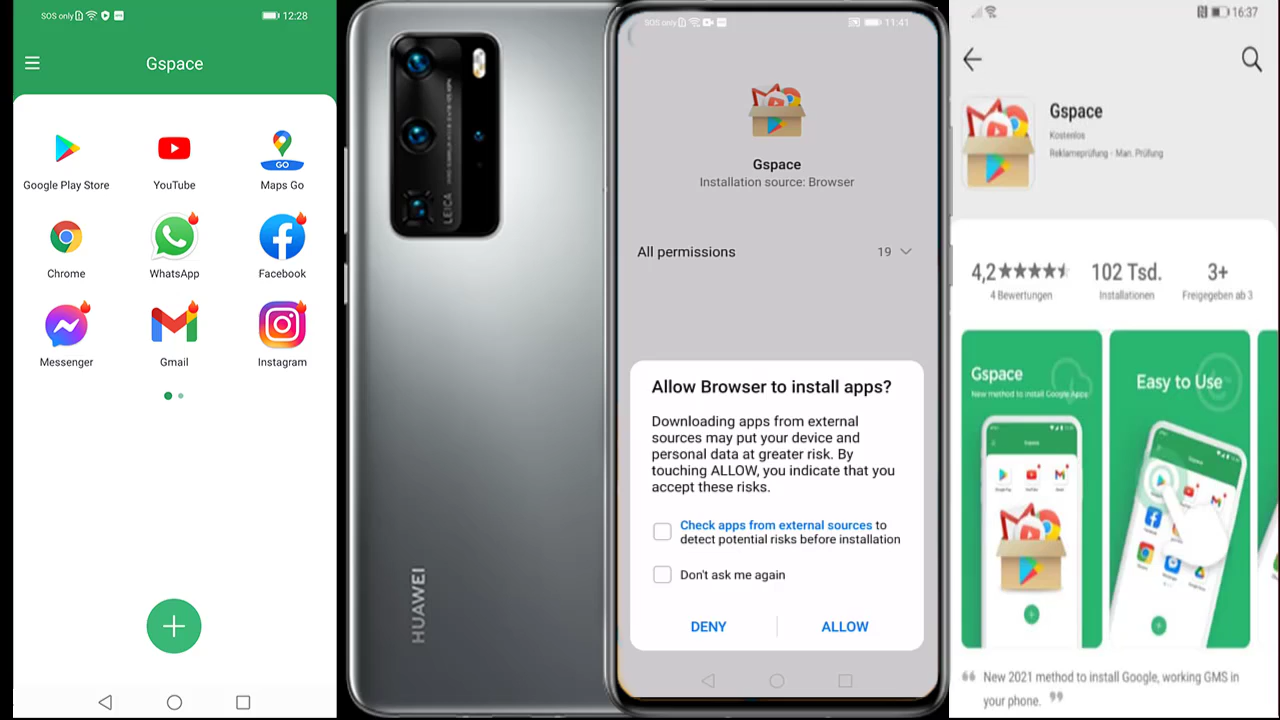 SOS only
12:28
Gspace
Google Play Store
YouTube
GO
Maps Go
Chrome
WhatsApp
Facebook
Messenger
Gmail
Instagram
LEICA
HUAWEI
SOS only
11:41
Gspace
Installation source: Browser
All permissions
19
Allow Browser to install apps?
Downloading apps from external
sources may put your device and
personal data at greater risk. By
touching ALLOW, you indicate that you
accept these risks.
Check apps from external sources to
detect potential risks before installation
Don't ask me again
DENY
ALLOW
16:37
Gspace
Kostenlos
Reklameprüfung - Man. Prüfung
4,2
102 Tsd.
3+
4 Bewertungen
Installationen
Freigegeben ab 3
Gspace
New method to install Google Apps
Easy to Use
New 2021 method to install Google, working GMS in
your phone.